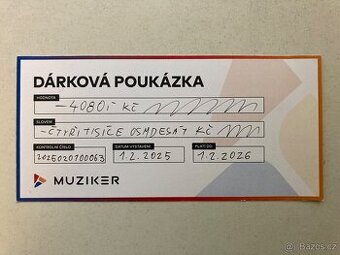 DÁRKOVÁ POUKÁZKA
HODNOTA
-4080,- Kč
SLOVEM
-ČTYŘITISÍCE OSMDESÁT KČ
KONTROLNÍ ČÍSLO DATUM VYSTAVENÍ PLATÍ DO
2025020700063 1.2.2025 1.2.2026
MUZIKER
Bazos.cz